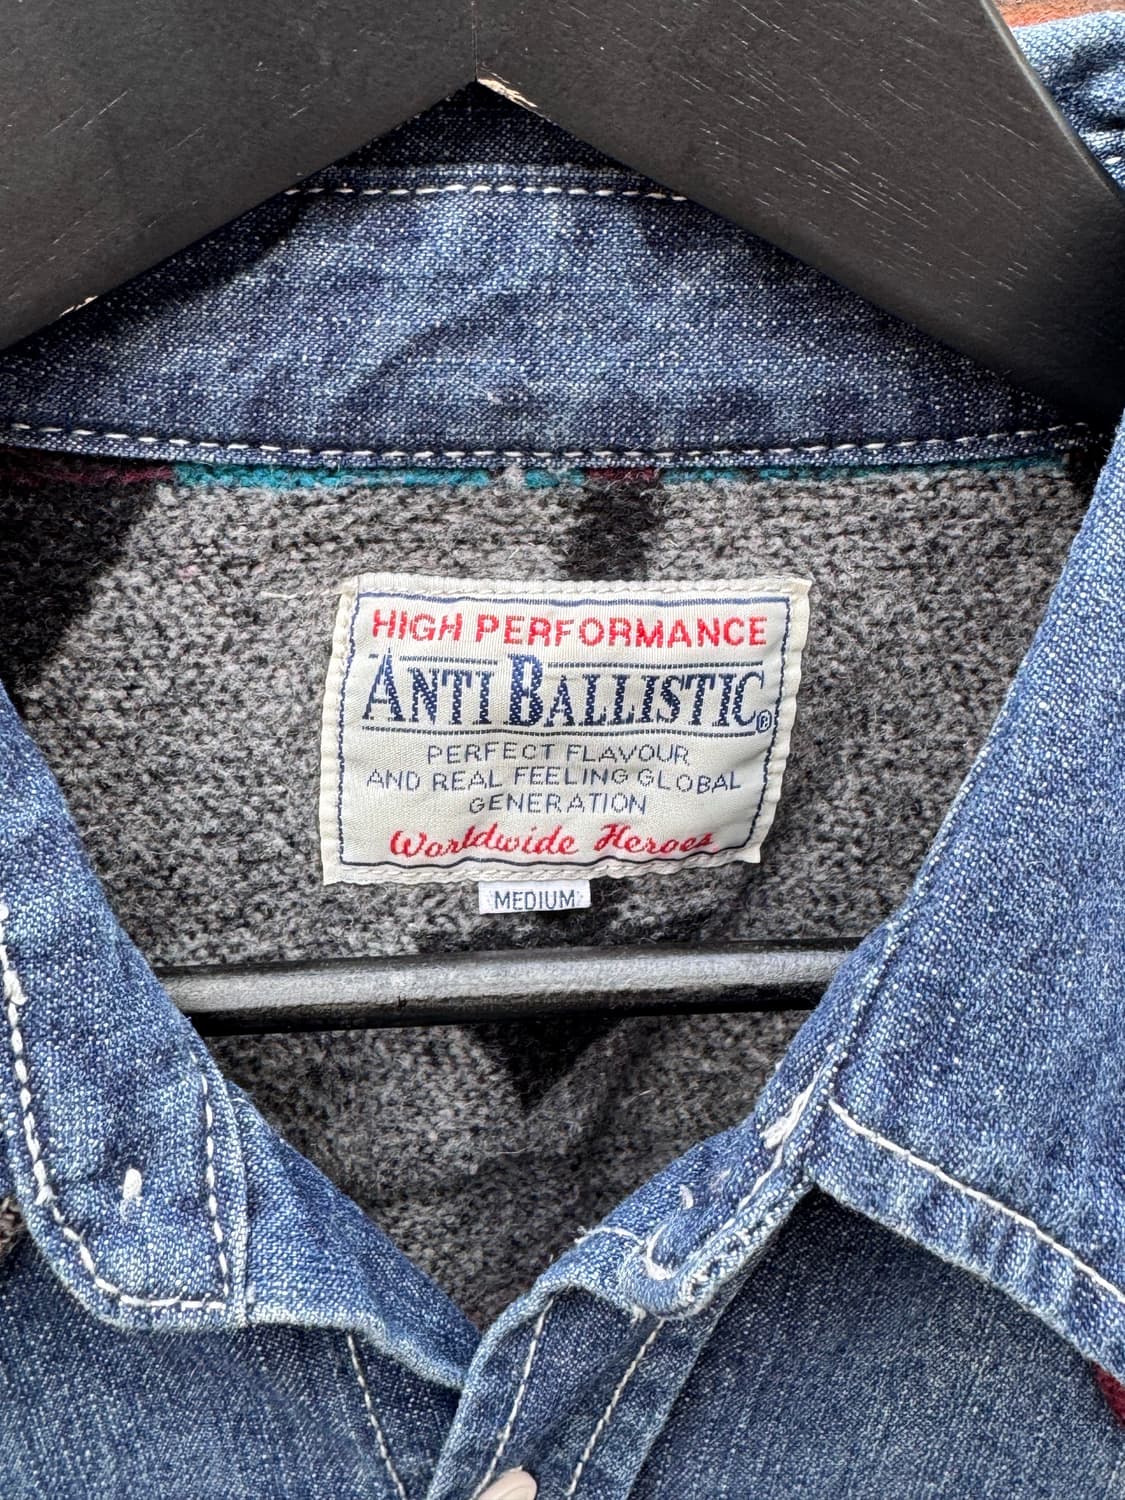 HIGH PERFORMANCE
ANTI BALLISTIC®
PERFECT FLAVOUR
AND REAL FEELING GLOBAL
GENERATION
Worldwide Heroes
MEDIUM